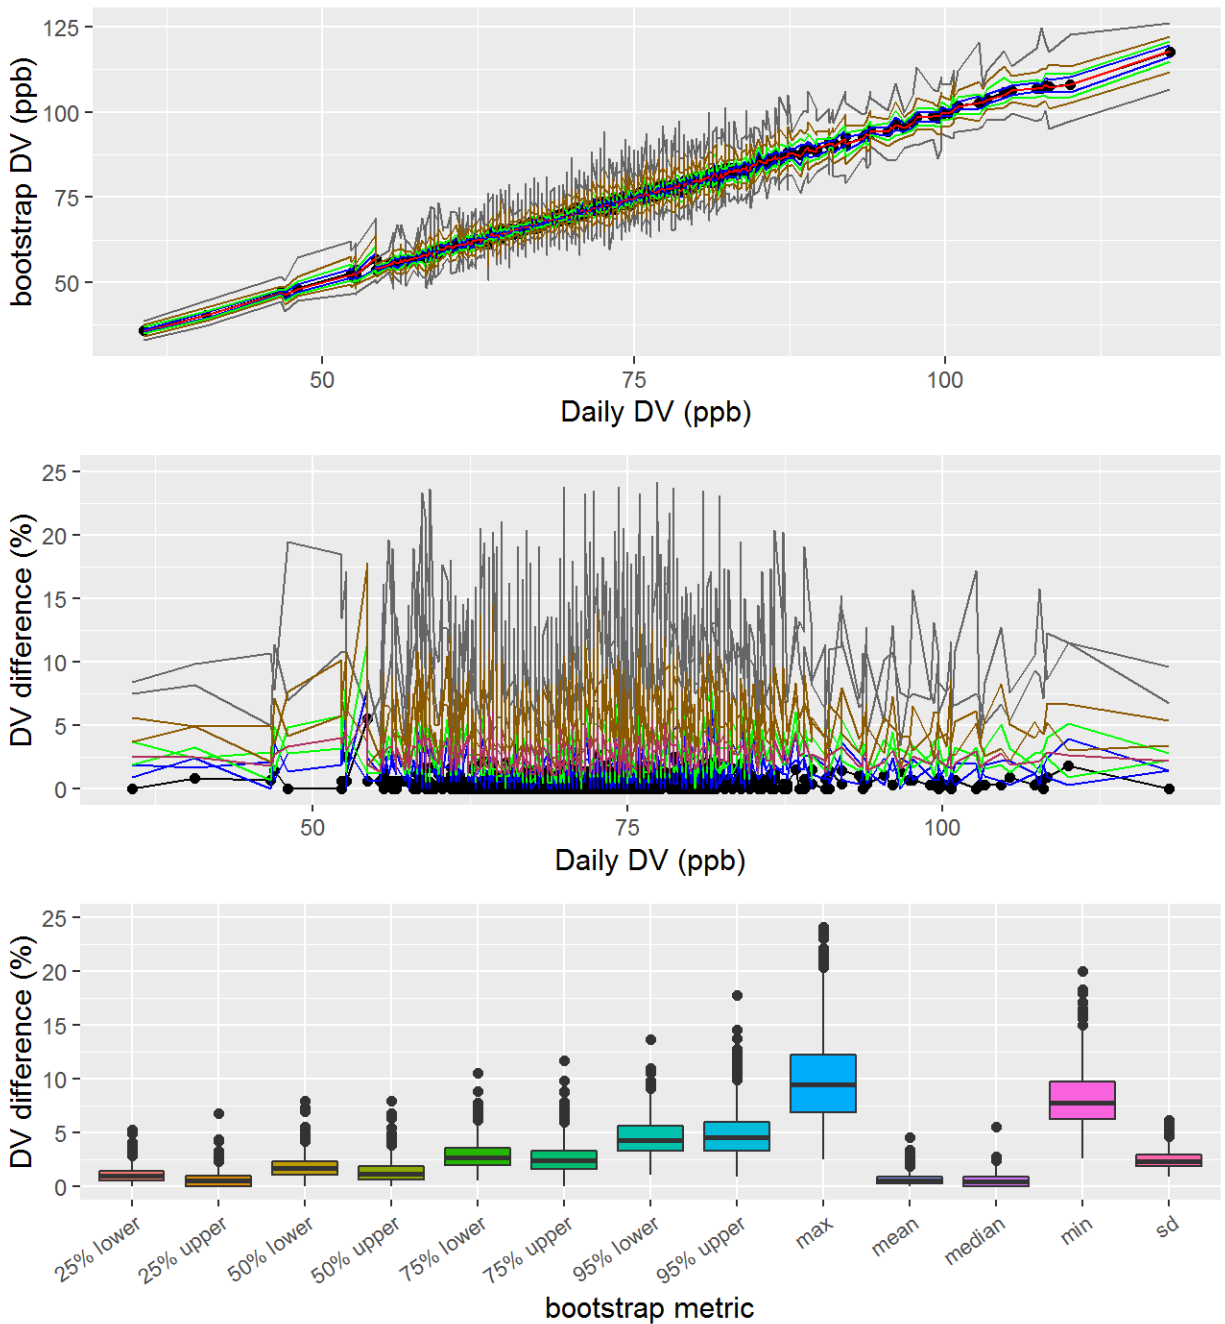 125
100
75
50
bootstrap DV (ppb)
50 75 100
Daily DV (ppb)
25
20
15
10
5
0
DV difference (%)
50 75 100
Daily DV (ppb)
25
20
15
10
5
0
DV difference (%)
25% lower 25% upper 50% lower 50% upper 75% lower 75% upper 95% lower 95% upper max mean median min sd
bootstrap metric